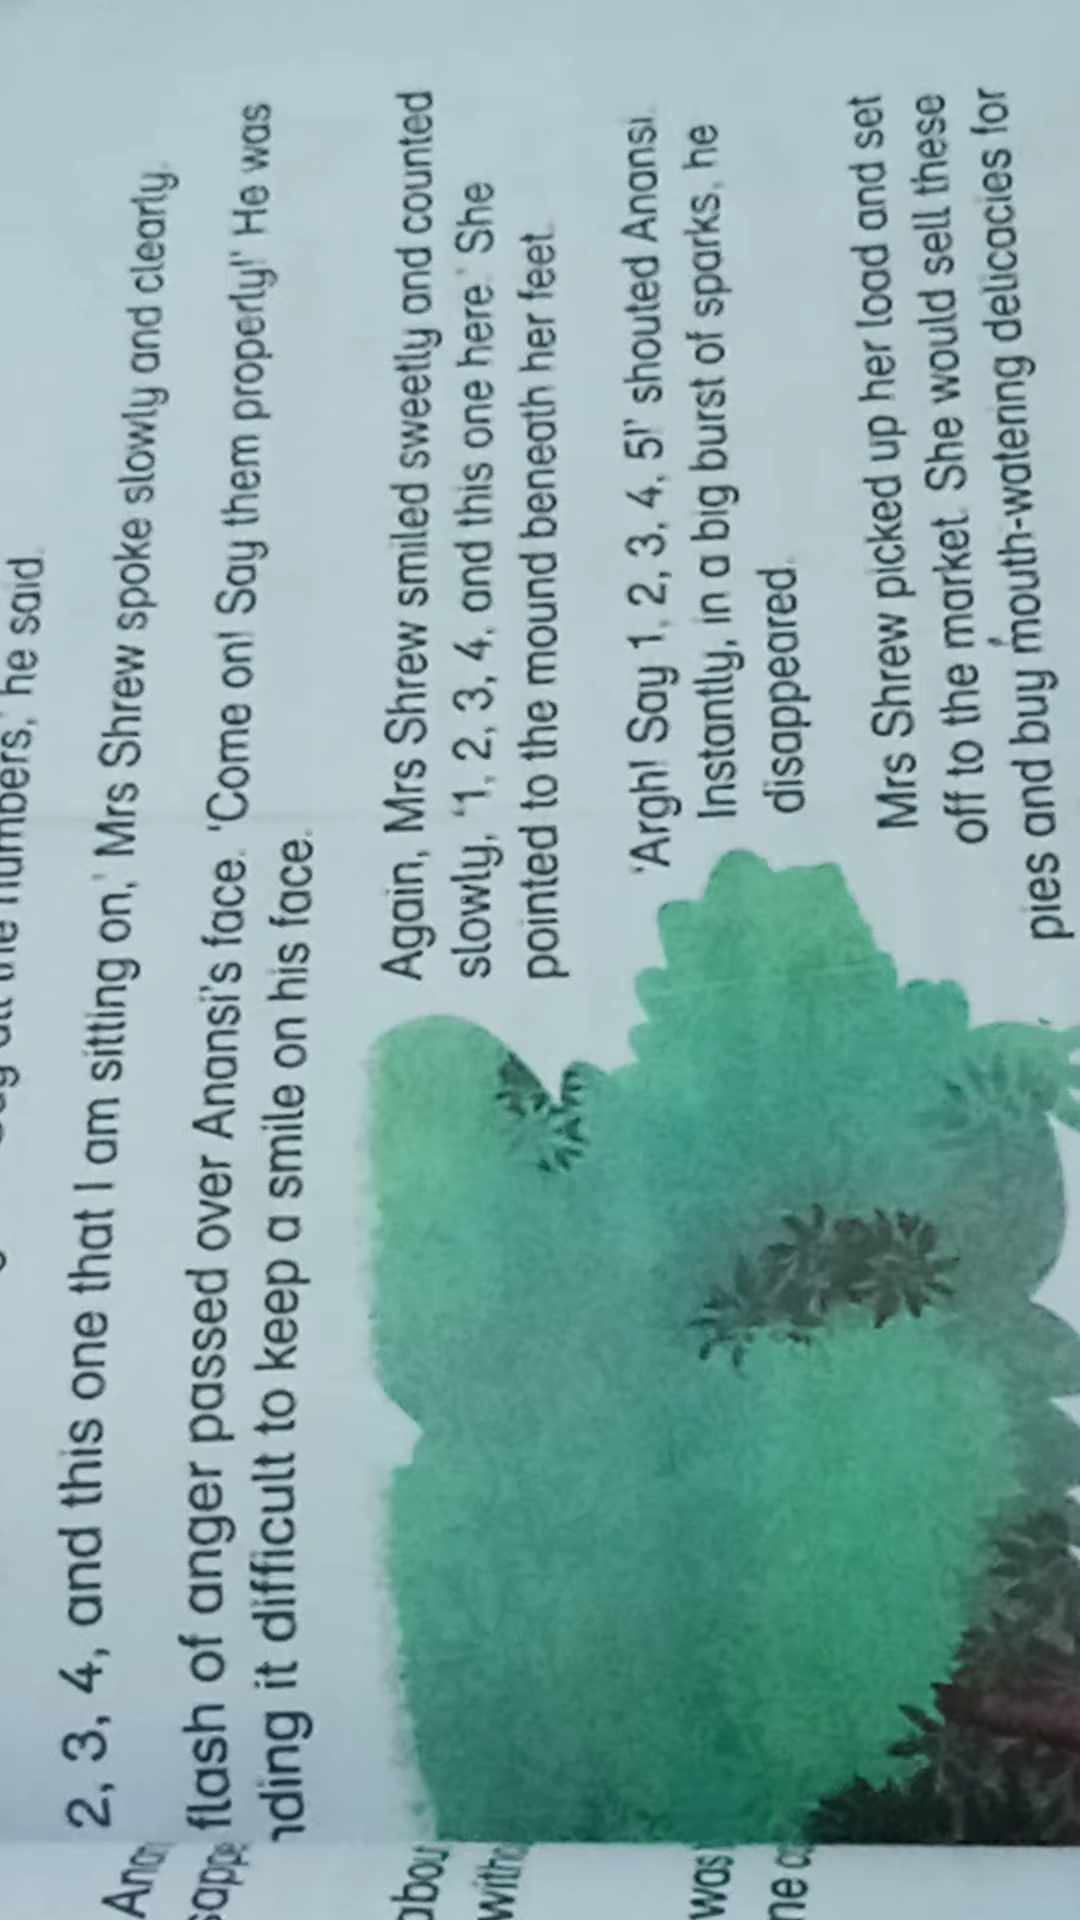 he said.
2, 3, 4, and this one that I am sitting on,' Mrs Shrew spoke slowly and clearly.
flash of anger passed over Anansi's face. 'Come on! Say them properly!' He was
it difficult to keep a smile on his face.
Again, Mrs Shrew smiled sweetly and counted
slowly, '1, 2, 3, 4, and this one here.' She
pointed to the mound beneath her feet.
'Argh! Say 1, 2, 3, 4, 5!' shouted Anansi.
Instantly, in a big burst of sparks, he
disappeared.
Mrs Shrew picked up her load and set
off to the market. She would sell these
pies and buy mouth-watering delicacies for